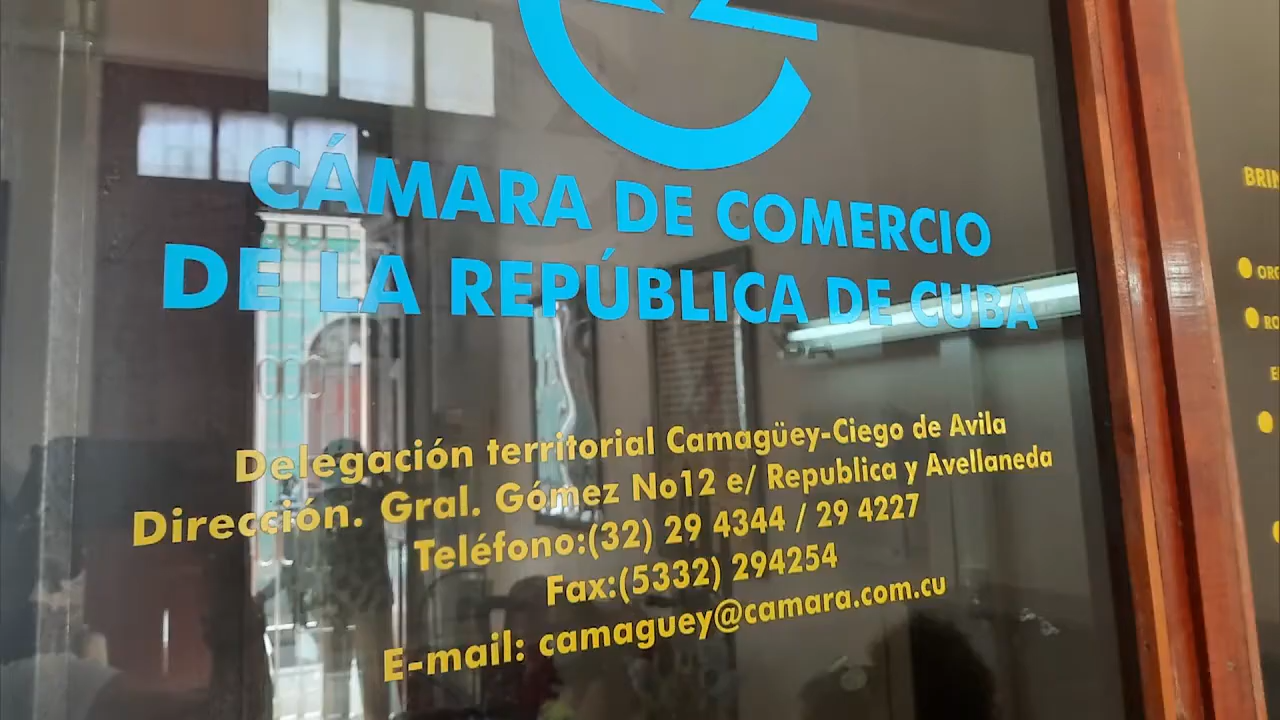 CÁMARA DE COMERCIO
DE LA REPÚBLICA DE CUBA
Delegación territorial Camagüey-Ciego de Avila
Dirección. Gral. Gómez No12 e/ Republica y Avellaneda
Teléfono:(32) 29 4344 / 29 4227
Fax:(5332) 294254
E-mail: camaguey@camara.com.cu